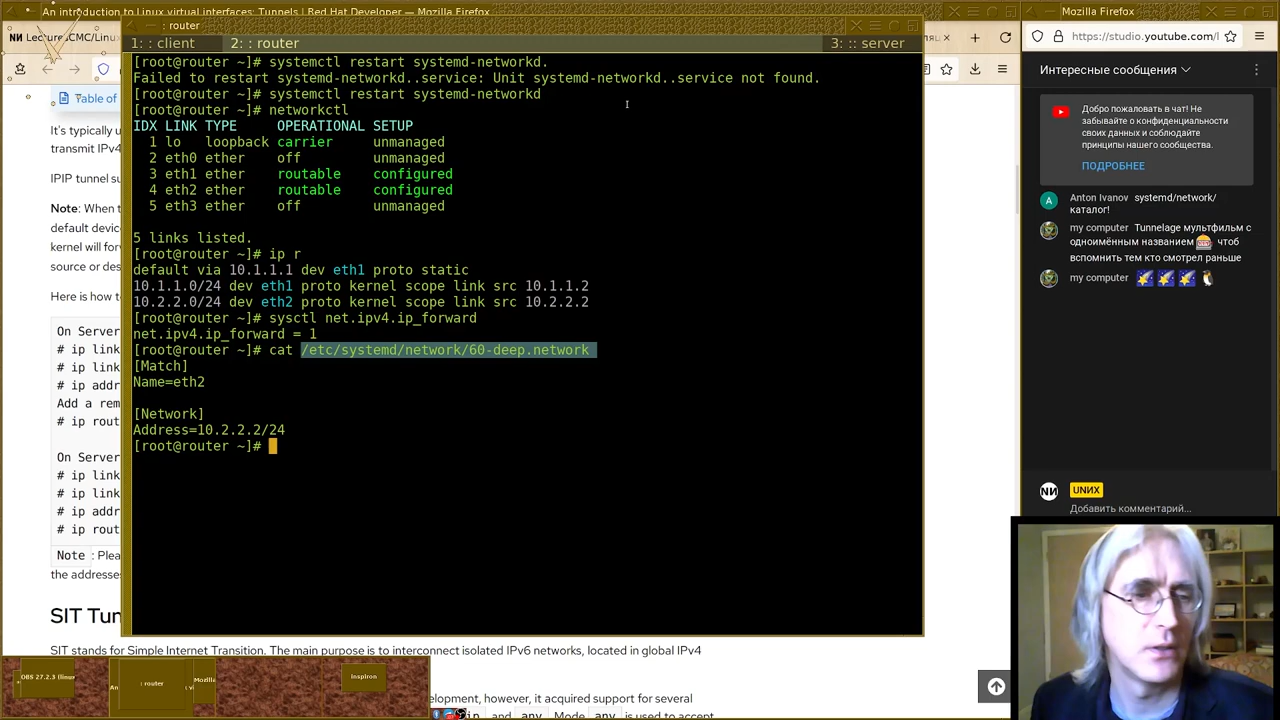 An introduction to Linux virtual interfaces: Tunnels | Red Hat Developer — Mozilla Firefox
Mozilla Firefox
: router
1: : client
2: : router
3: :: server
https://studio.youtube.com/l
[root@router ~]# systemctl restart systemd-networkd.
Failed to restart systemd-networkd..service: Unit systemd-networkd..service not found.
[root@router ~]# systemctl restart systemd-networkd
[root@router ~]# networkctl
IDX LINK TYPE OPERATIONAL SETUP
1 lo loopback carrier unmanaged
2 eth0 ether off unmanaged
3 eth1 ether routable configured
4 eth2 ether routable configured
5 eth3 ether off unmanaged
5 links listed.
[root@router ~]# ip r
default via 10.1.1.1 dev eth1 proto static
10.1.1.0/24 dev eth1 proto kernel scope link src 10.1.1.2
10.2.2.0/24 dev eth2 proto kernel scope link src 10.2.2.2
[root@router ~]# sysctl net.ipv4.ip_forward
net.ipv4.ip_forward = 1
[root@router ~]# cat /etc/systemd/network/60-deep.network
[Match]
Name=eth2
[Network]
Address=10.2.2.2/24
[root@router ~]#
Table of
It's typically u
transmit IPv4
IPIP tunnel su
Note: When t
default device
kernel will forw
source or des
Here is how t
On Server
# ip link
# ip link
# ip addr
Add a rem
# ip rout
On Server
# ip link
# ip link
# ip addr
# ip rout
Note : Plea
the addresse
SIT Tun
SIT stands for Simple Internet Transition. The main purpose is to interconnect isolated IPv6 networks, located in global IPv4
elopment, however, it acquired support for several
ip , and any . Mode any is used to accept
OBS 27.2.3 (linux
: router
Mozilla
inspiron
Интересные сообщения
Добро пожаловать в чат! Не
забывайте о конфиденциальности
своих данных и соблюдайте
принципы нашего сообщества.
ПОДРОБНЕЕ
Anton Ivanov systemd/network/
каталог!
my computer Tunnelage мультфильм с
одноимённым названием чтоб
вспомнить тем кто смотрел раньше
my computer
UNИX
Добавить комментарий...